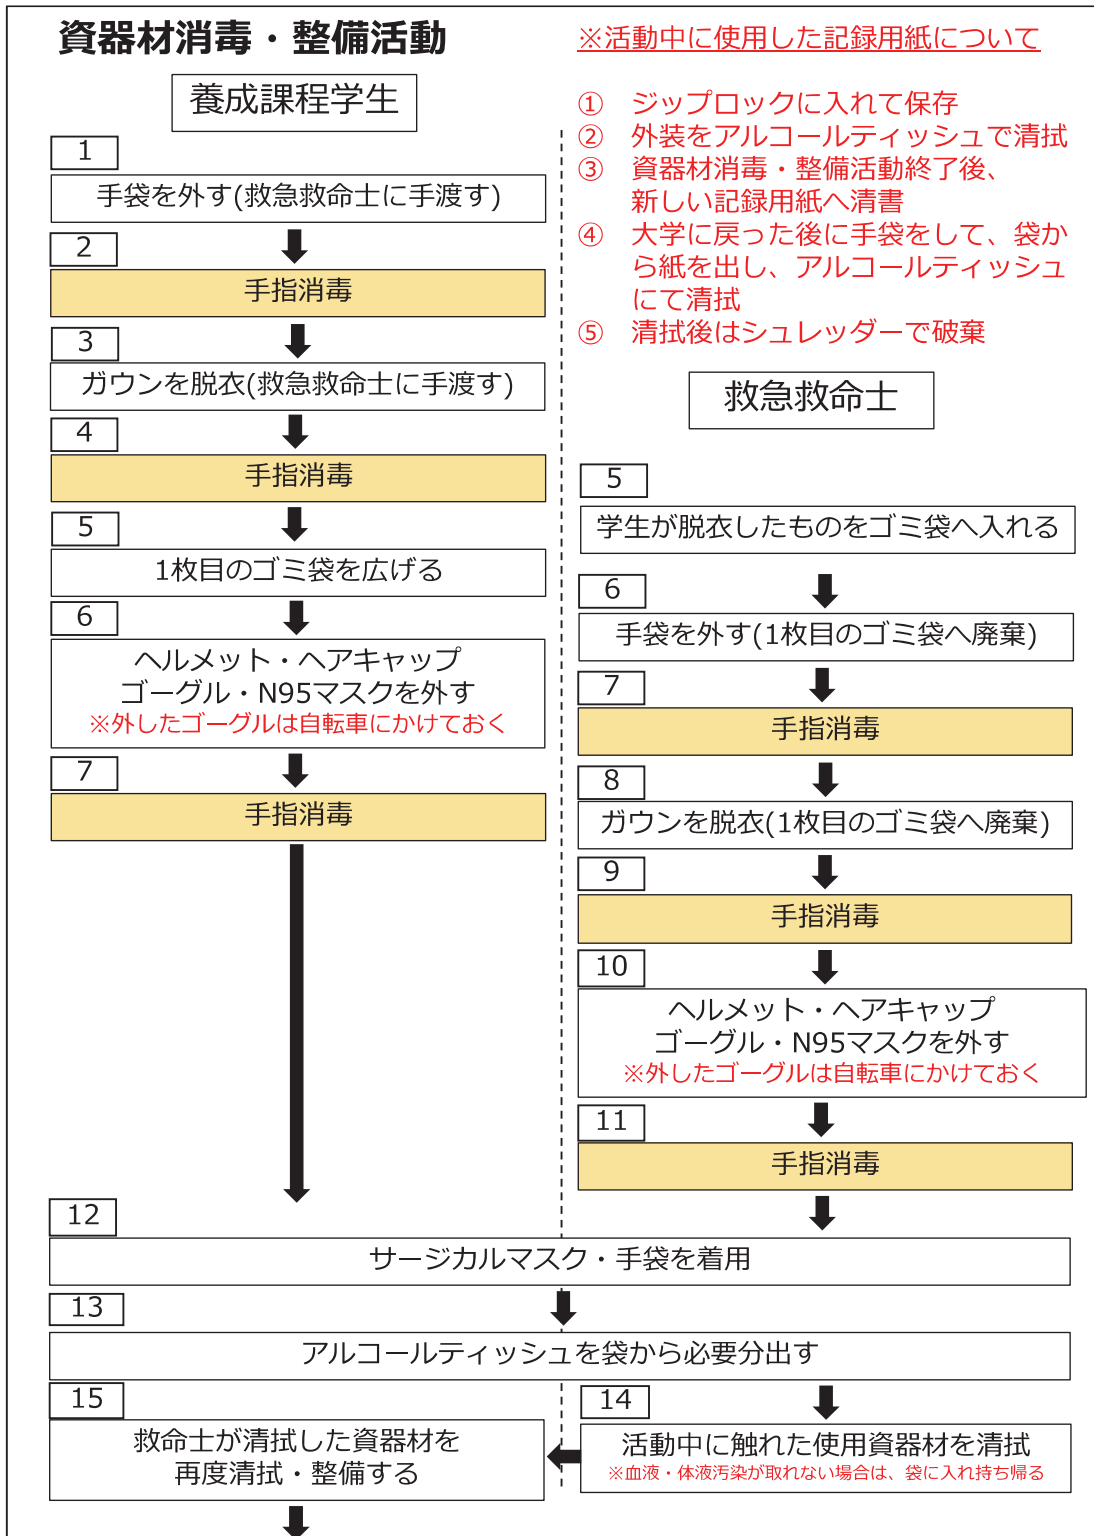 資器材消毒・整備活動
※活動中に使用した記録用紙について
① ジップロックに入れて保存
② 外装をアルコールティッシュで清拭
③ 資器材消毒・整備活動終了後、
新しい記録用紙へ清書
④ 大学に戻った後に手袋をして、袋か
ら紙を出し、アルコールティッシュ
にて清拭
⑤ 清拭後はシュレッダーで破棄
養成課程学生
1
手袋を外す(救急救命士に手渡す)
2
手指消毒
3
ガウンを脱衣(救急救命士に手渡す)
4
手指消毒
5
1枚目のゴミ袋を広げる
6
ヘルメット・ヘアキャップ
ゴーグル・N95マスクを外す
※外したゴーグルは自転車にかけておく
7
手指消毒
救急救命士
5
学生が脱衣したものをゴミ袋へ入れる
6
手袋を外す(1枚目のゴミ袋へ廃棄)
7
手指消毒
8
ガウンを脱衣(1枚目のゴミ袋へ廃棄)
9
手指消毒
10
ヘルメット・ヘアキャップ
ゴーグル・N95マスクを外す
※外したゴーグルは自転車にかけておく
11
手指消毒
12
サージカルマスク・手袋を着用
13
アルコールティッシュを袋から必要分出す
14
活動中に触れた使用資器材を清拭
※血液・体液汚染が取れない場合は、袋に入れ持ち帰る
15
救命士が清拭した資器材を
再度清拭・整備する